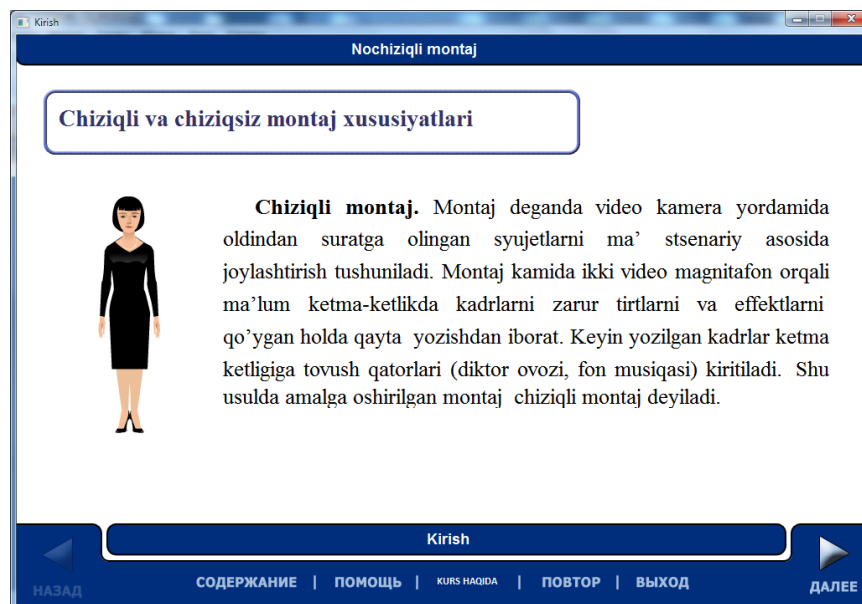 Kirish
Nochiziqli montaj
Chiziqli va chiziqsiz montaj xususiyatlari
Chiziqli montaj. Montaj deganda video kamera yordamida
oldindan suratga olingan syujetlarni ma’ stsenariy asosida
joylashtirish tushuniladi. Montaj kamida ikki video magnitafon orqali
ma’lum ketma-ketlikda kadrlarni zarur tirtlarni va effektlarni
qo’ygan holda qayta yozishdan iborat. Keyin yozilgan kadrlar ketma
ketligiga tovush qatorlari (diktor ovozi, fon musiqasi) kiritiladi. Shu
usulda amalga oshirilgan montaj chiziqli montaj deyiladi.
Kirish
НАЗАД
СОДЕРЖАНИЕ | ПОМОЩЬ | KURS HAQIDA | ПОВТОР | ВЫХОД
ДАЛЕЕ